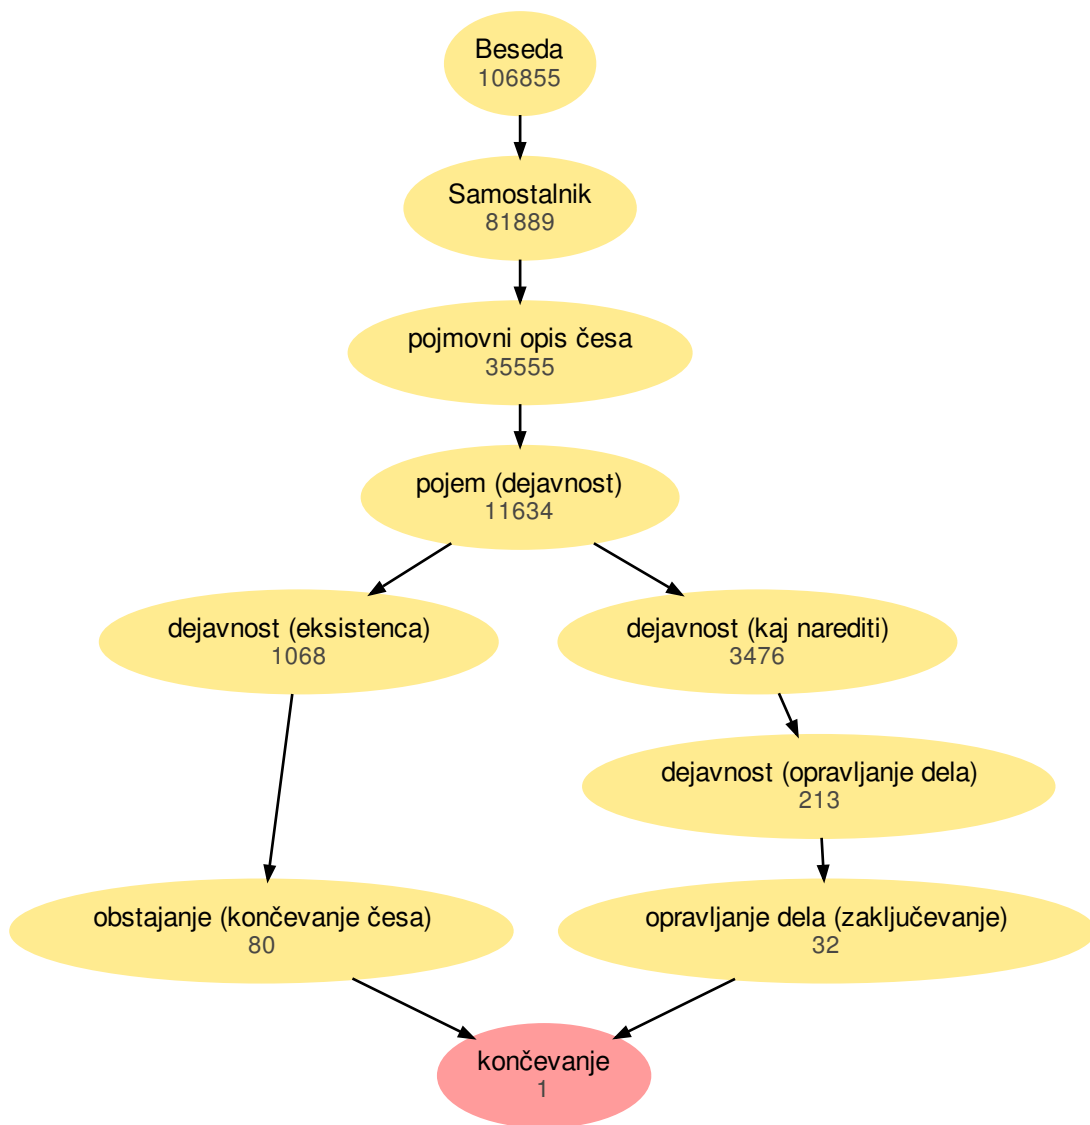 Beseda
106855
Samostalnik
81889
pojmovni opis česa
35555
pojem (dejavnost)
11634
dejavnost (eksistenca)
1068
dejavnost (kaj narediti)
3476
dejavnost (opravljanje dela)
213
obstajanje (končevanje česa)
80
opravljanje dela (zaključevanje)
32
končevanje
1